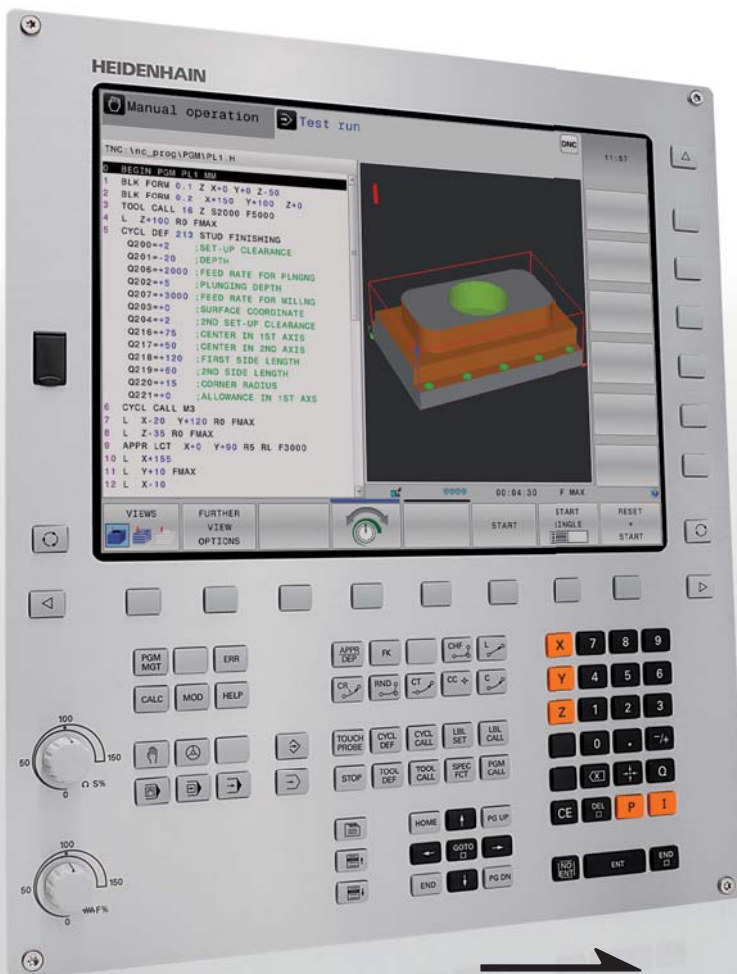 HEIDENHAIN
Manual operation
Test run
DNC
TNC:\nc_prog\PGM\PL1.H
11:57
0 BEGIN PGM PL1 MM
1 BLK FORM 0.1 Z X+0 Y+0 Z-50
2 BLK FORM 0.2 X+150 Y+100 Z+0
3 TOOL CALL 16 Z S2000 F5000
4 L Z+100 R0 FMAX
5 CYCL DEF 213 STUD FINISHING
Q200=+2 ;SET-UP CLEARANCE
Q201=-20 ;DEPTH
Q206=+2000 ;FEED RATE FOR PLNGNG
Q202=+5 ;PLUNGING DEPTH
Q207=+3000 ;FEED RATE FOR MILLNG
Q203=+0 ;SURFACE COORDINATE
Q204=+2 ;2ND SET-UP CLEARANCE
Q216=+75 ;CENTER IN 1ST AXIS
Q217=+50 ;CENTER IN 2ND AXIS
Q218=+120 ;FIRST SIDE LENGTH
Q219=+60 ;2ND SIDE LENGTH
Q220=+15 ;CORNER RADIUS
Q221=+0 ;ALLOWANCE IN 1ST AXS
6 CYCL CALL M3
7 L X-20 Y+120 R0 FMAX
8 L Z-35 R0 FMAX
9 APPR LCT X+0 Y+90 R5 RL F3000
10 L X+155
11 L Y+10 FMAX
12 L X-10
00:04:30 F MAX
VIEWS
FURTHER VIEW OPTIONS
START
START SINGLE
RESET + START
PGM MGT
ERR
CALC
MOD
HELP
APPR DEP
FK
CHF
L
CR
RND
CT
CC
C
TOUCH PROBE
CYCL DEF
CYCL CALL
LBL SET
LBL CALL
STOP
TOOL DEF
TOOL CALL
SPEC FCT
PGM CALL
HOME
PG UP
GOTO
END
PG DN
X 7 8 9
Y 4 5 6
Z 1 2 3
0 . -/+
X Q
CE DEL P I
NO ENT
ENT
END
100
50
150
0
S%
100
50
150
0
F%